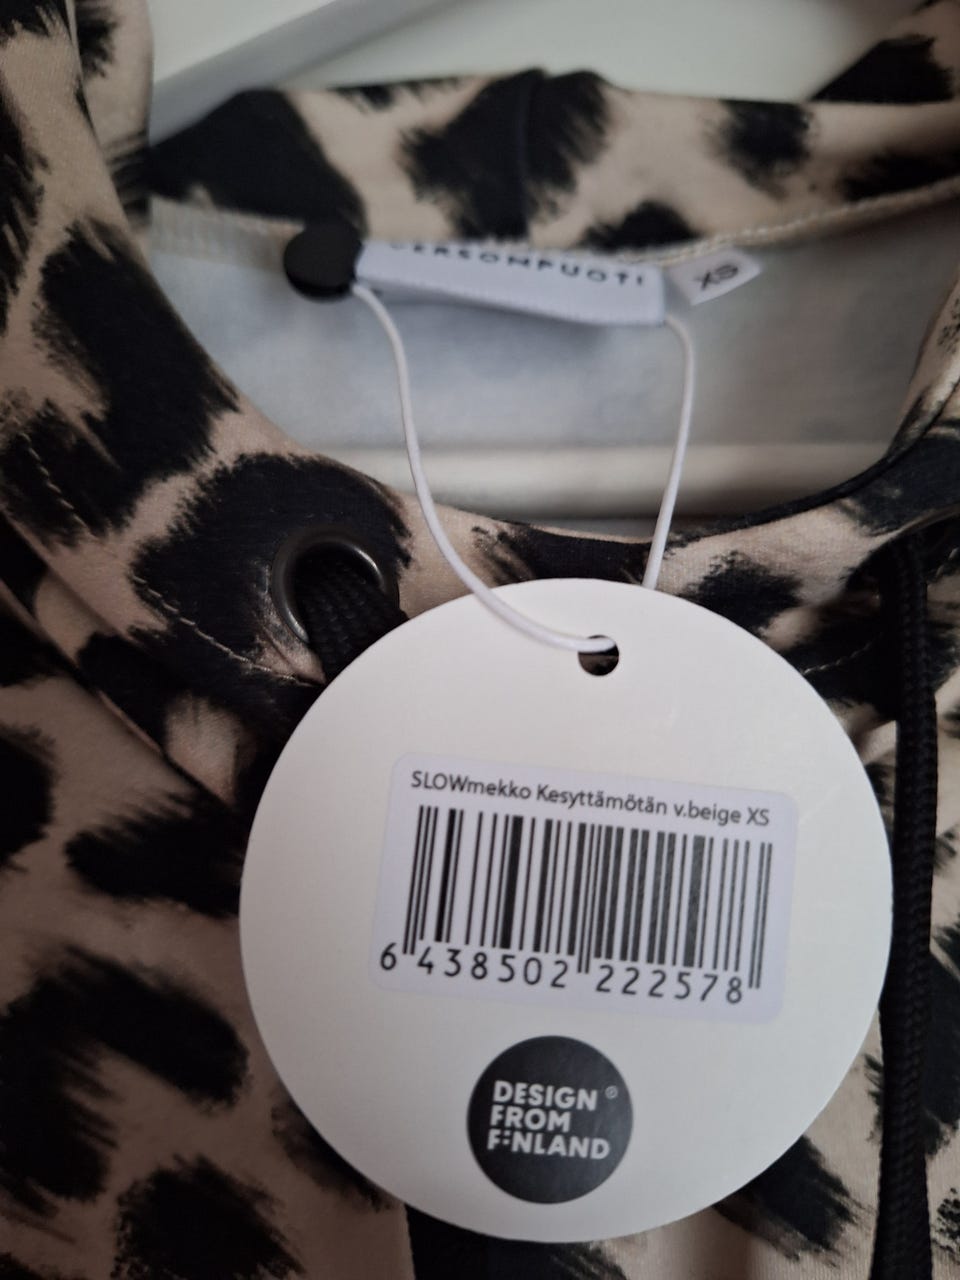 XS
SLOWmekko Kesyttämötän v.beige XS
6 438502 222578
DESIGN
FROM
FINLAND